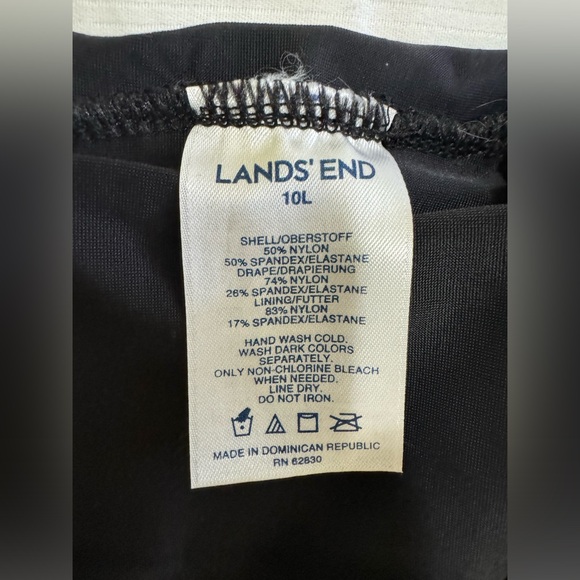 LANDS' END
10L
SHELL/OBERSTOFF
50% NYLON
50% SPANDEX/ELASTANE
DRAPE/DRAPIERUNG
74% NYLON
26% SPANDEX/ELASTANE
LINING/FUTTER
83% NYLON
17% SPANDEX/ELASTANE
HAND WASH COLD.
WASH DARK COLORS
SEPARATELY.
ONLY NON-CHLORINE BLEACH
WHEN NEEDED.
LINE DRY.
DO NOT IRON.
MADE IN DOMINICAN REPUBLIC
RN 62830